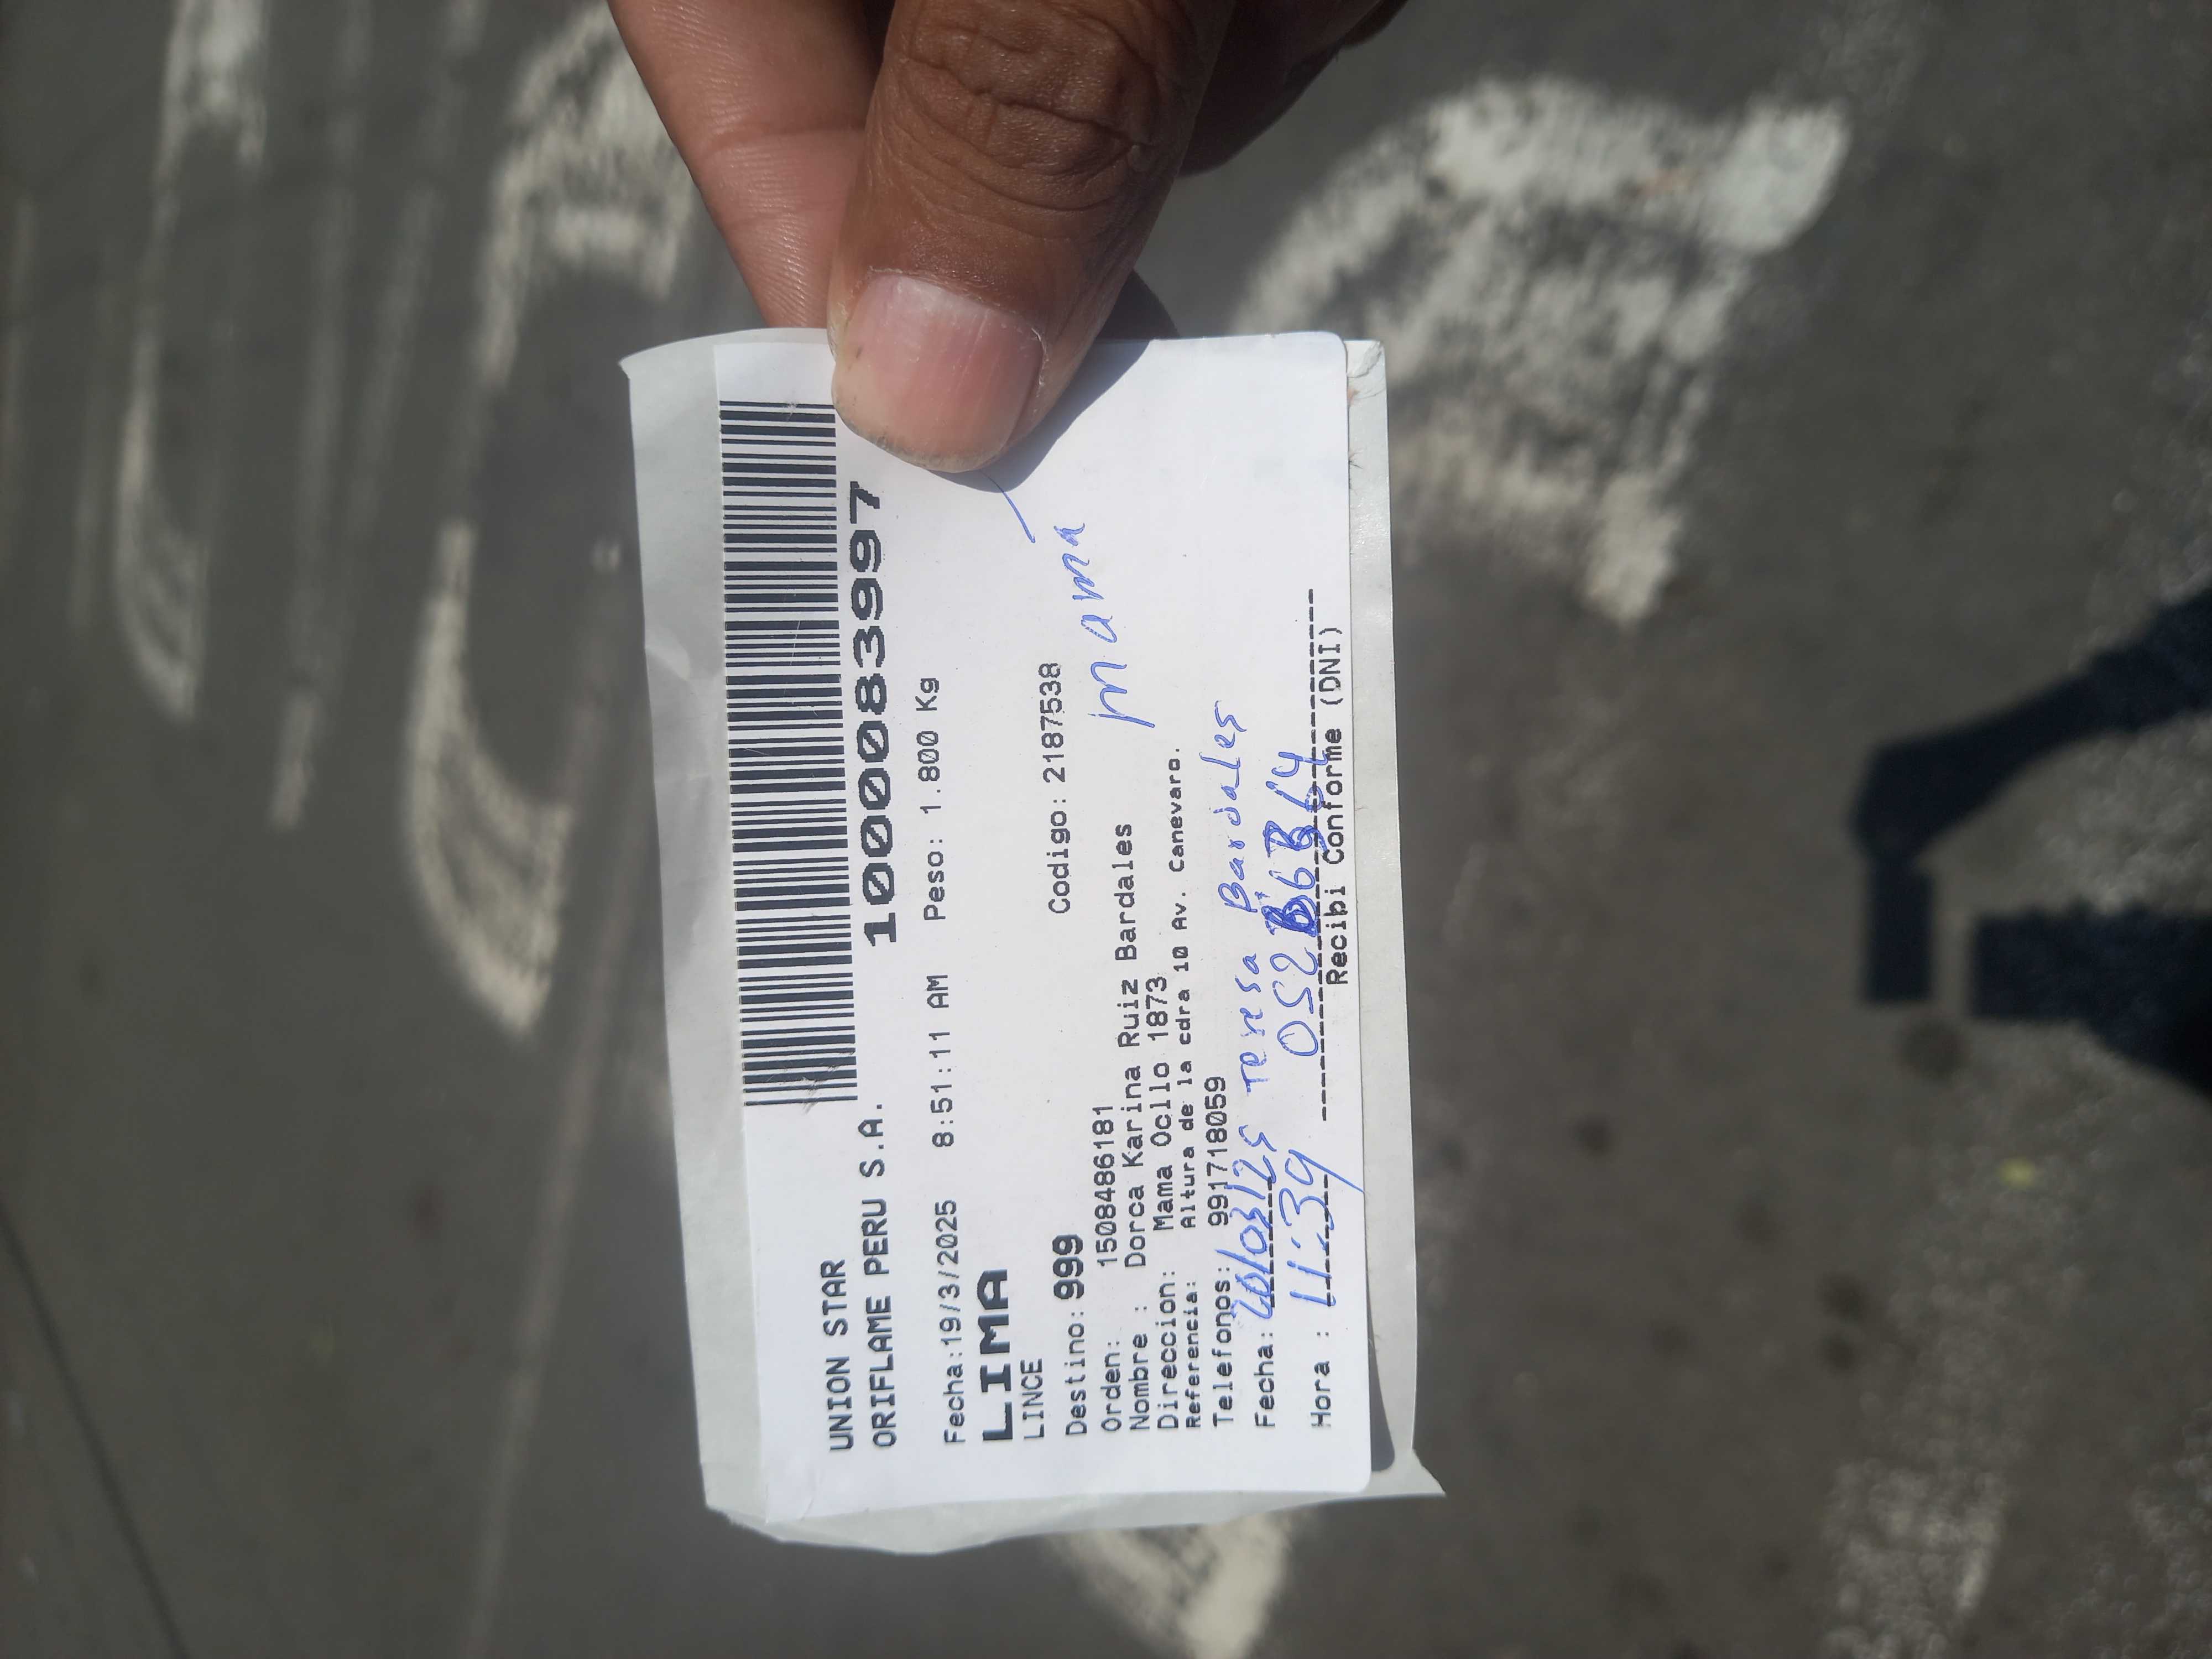 UNION STAR
ORIFLAME PERU S.A.
10000083997
Fecha:19/3/2025 8:51:11 AM Peso: 1.800 Kg
LIMA
LINCE
Destino: 999 Codigo: 2187538
mamá
Orden: 1508486181
Nombre : Dorca Karina Ruiz Bardales
Direccion: Mama Ocllo 1873
Referencia: Altura de la cdra 10 Av. Canevaro.
Telefonos: 991718059
Fecha: 20/03/25 Teresa Bardales
Hora : 11:39
Recibi Conforme (DNI)